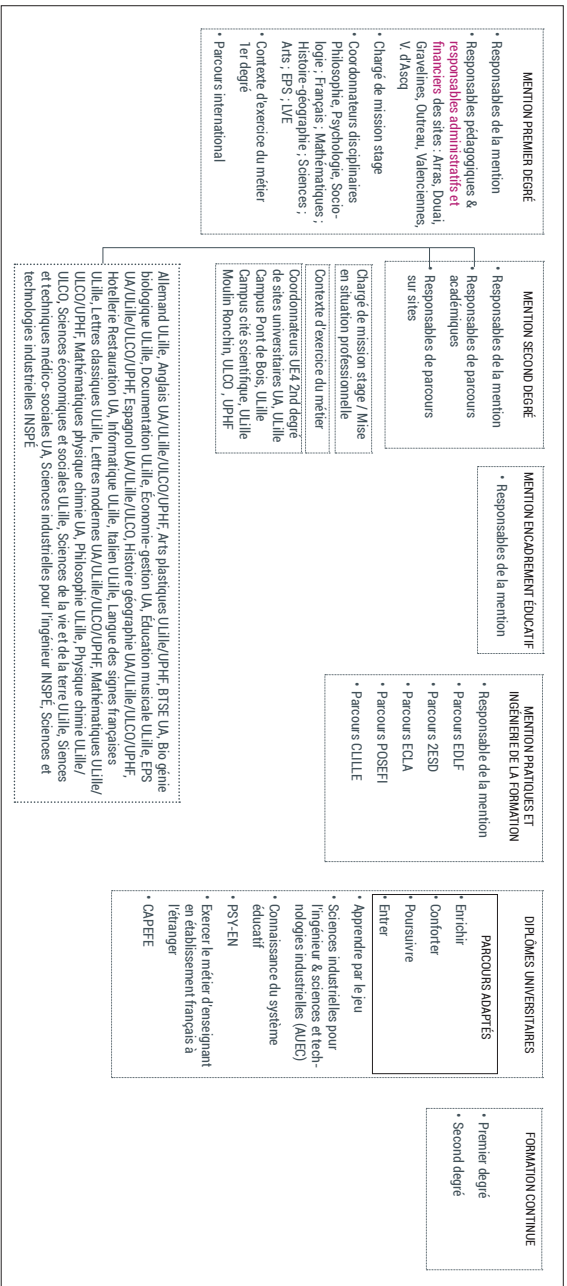 MENTION PREMIER DEGRÉ
• Responsables de la mention
• Responsables pédagogiques &
responsables administratifs et
financiers des sites : Arras, Douai,
Gravelines, Outreau, Valenciennes,
V. d'Ascq
• Chargé de mission stage
• Coordonnateurs disciplinaires
Philosophie, Psychologie, Socio-
logie ; Français ; Mathématiques ;
Histoire-géographie ; Sciences ;
Arts ; EPS ; LVE
• Contexte d'exercice du métier
1er degré
• Parcours international
MENTION SECOND DEGRÉ
• Responsables de la mention
• Responsables de parcours
académiques
• Responsables de parcours
sur sites
Chargé de mission stage / Mise
en situation professionnelle
Contexte d'exercice du métier
Coordonnateurs UE4 2nd degré
de sites universitaires UA, ULille
Campus Pont de Bois, ULille
Campus cité scientifique, ULille
Moulin Ronchin, ULCO , UPHF
Allemand ULille, Anglais UA/ULille/ULCO/UPHF, Arts plastiques ULille/UPHF, BTSE UA, Bio génie
biologique ULille, Documentation ULille, Économie-gestion UA, Éducation musicale ULille, EPS
UA/ULille/ULCO/UPHF, Espagnol UA/ULille/ULCO, Histoire géographie UA/ULille/ULCO/UPHF,
Hotellerie Restauration UA, Informatique ULille, Italien ULille, Langue des signes françaises
ULille, Lettres classiques ULille, Lettres modernes UA/ULille/ULCO/UPHF, Mathématiques ULille/
ULCO/UPHF, Mathématiques physique chimie UA, Philosophie ULille, Physique chimie ULille/
ULCO, Sciences économiques et sociales ULille, Sciences de la vie et de la terre ULille, Siences
et techniques médico-sociales UA, Sciences industrielles pour l'ingénieur INSPÉ, Sciences et
technologies industrielles INSPÉ
MENTION ENCADREMENT ÉDUCATIF
• Responsables de la mention
MENTION PRATIQUES ET
INGÉNIERIE DE LA FORMATION
• Responsable de la mention
• Parcours EDLF
• Parcours 2ESD
• Parcours ECLA
• Parcours POSEFI
• Parcours CLILLE
DIPLÔMES UNIVERSITAIRES
PARCOURS ADAPTÉS
• Enrichir
• Conforter
• Poursuivre
• Entrer
• Apprendre par le jeu
• Sciences industrielles pour
l'ingénieur & sciences et tech-
nologies industrielles (AUEC)
• Connaissance du système
éducatif
• PSY-EN
• Exercer le métier d'enseignant
en établissement français à
l'étranger
• CAPEFE
FORMATION CONTINUE
• Premier degré
• Second degré